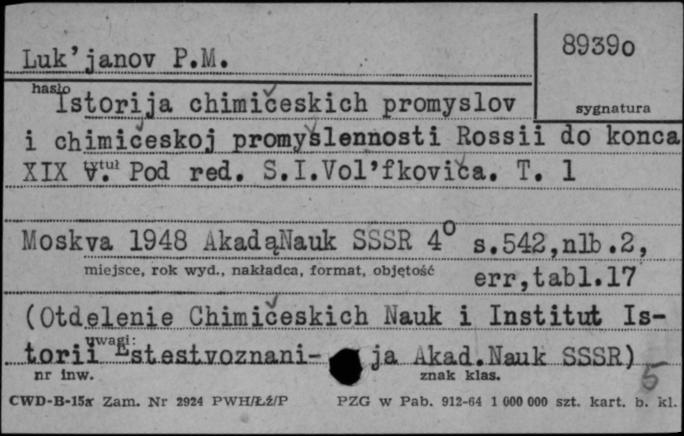 Luk'janov P.M.
89390
hasło
sygnatura
Istorija chimičeskich promyslov
i chimičeskoj promyšlennosti Rossii do konca
XIX v. Pod red. S.I.Vol'fkoviča. T. 1
tytuł
Moskva 1948 AkadąNauk SSSR 4° s.542,nlb.2,
miejsce, rok wyd., nakładca, format, objętość
err,tabl.17
(Otdelenie Chimičeskich Nauk i Institut Is-
uwagi:
torii Estestvoznani- ja Akad.Nauk SSSR)
nr inw.
znak klas.
5
CWD-B-15a Zam. Nr 2924 PWH/Łź/P PZG w Pab. 912-64 1 000 000 szt. kart. b. kl.